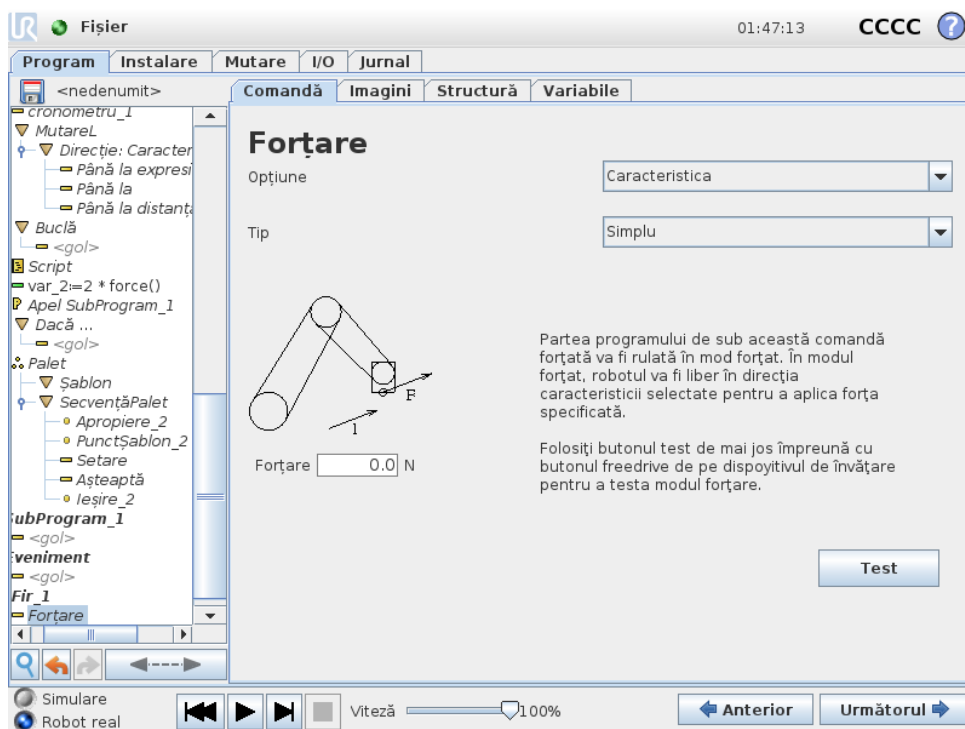 UR Fișier 01:47:13 CCCC ?
Program Instalare Mutare I/O Jurnal
<nedenumit>
Comandă Imagini Structură Variabile
cronometru_1
MutareL
Direcție: Caracter
Până la expresi
Până la
Până la distanța
Buclă
<gol>
Script
var_2:=2 * force()
Apel SubProgram_1
Dacă ...
<gol>
Palet
Șablon
SecvențăPalet
Apropiere_2
PunctȘablon_2
Setare
Așteaptă
Ieșire_2
SubProgram_1
<gol>
Eveniment
<gol>
Fir_1
Forțare
Forțare
Opțiune Caracteristica
Tip Simplu
F
1
Forțare 0.0 N
Partea programului de sub această comandă
forțată va fi rulată în mod forțat. În modul
forțat, robotul va fi liber în direcția
caracteristicii selectate pentru a aplica forța
specificată.
Folosiți butonul test de mai jos împreună cu
butonul freedrive de pe dispoyitivul de învățare
pentru a testa modul forțare.
Test
Simulare
Robot real
Viteză 100%
Anterior Următorul